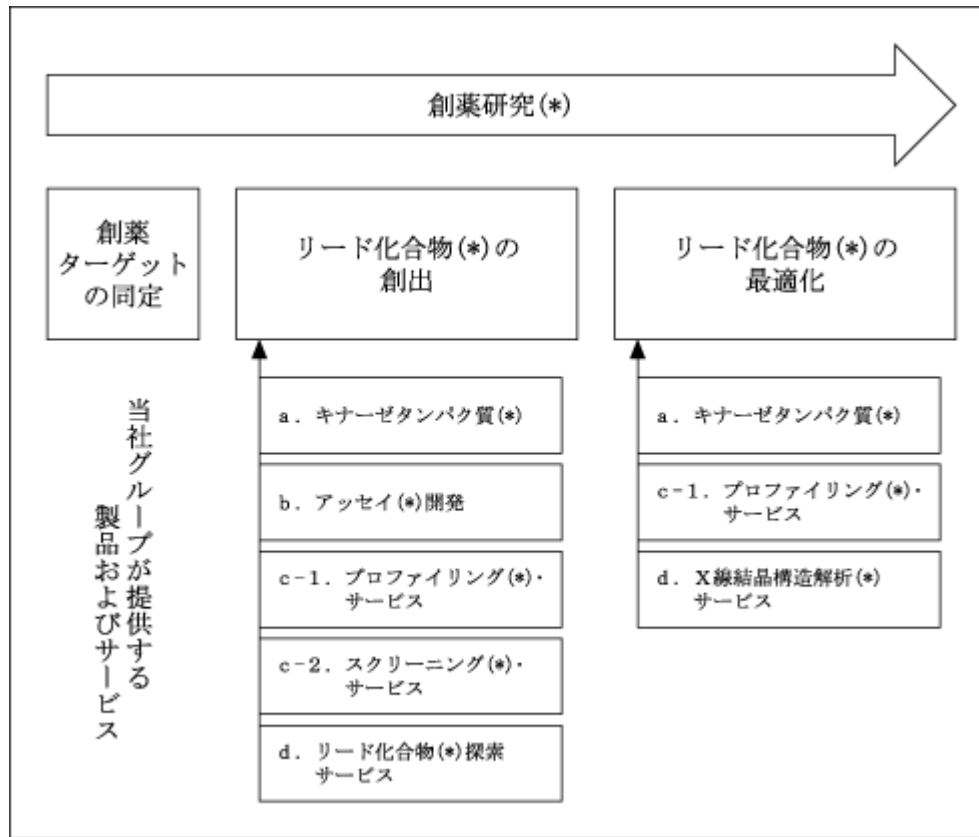 創薬研究(*)
創薬
ターゲット
の同定
リード化合物(*)の
創出
リード化合物(*)の
最適化
当社グループが提供する
製品およびサービス
a．キナーゼタンパク質(*)
b．アッセイ(*)開発
c-1．プロファイリング(*)・
サービス
c-2．スクリーニング(*)・
サービス
d．リード化合物(*)探索
サービス
a．キナーゼタンパク質(*)
c-1．プロファイリング(*)・
サービス
d．X線結晶構造解析(*)
サービス